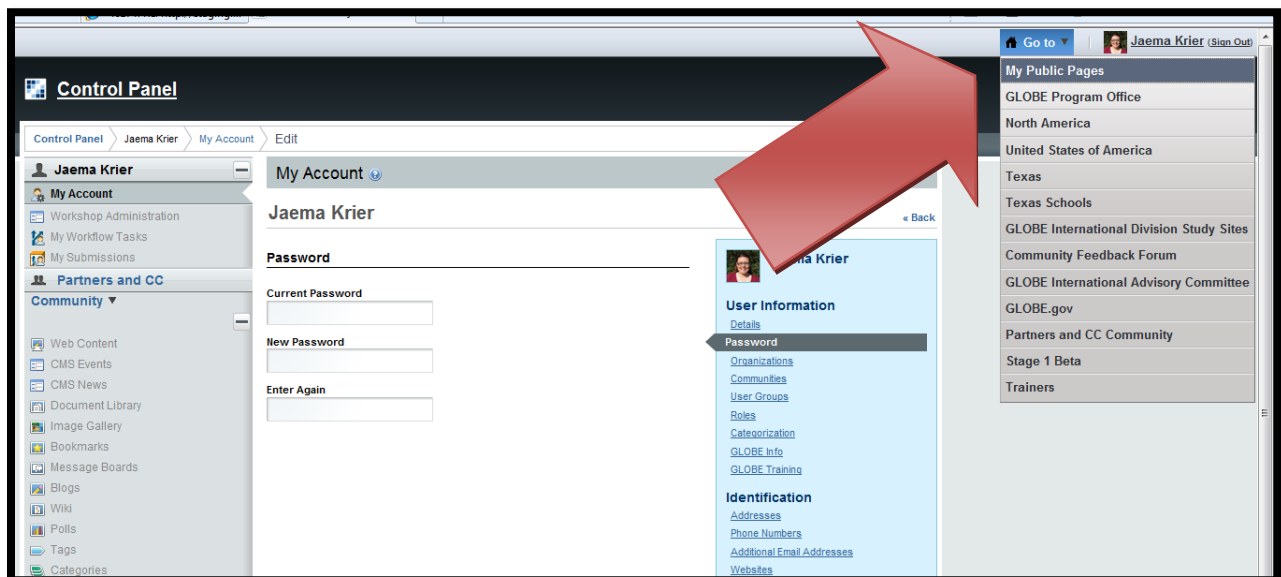 Go to ▼
Jaema Krier (Sign Out)
Control Panel
Control Panel
Jaema Krier
My Account
Edit
Jaema Krier
My Account
Workshop Administration
My Workflow Tasks
My Submissions
Partners and CC
Community ▼
Web Content
CMS Events
CMS News
Document Library
Image Gallery
Bookmarks
Message Boards
Blogs
Wiki
Polls
Tags
Categories
My Account
Jaema Krier
« Back
Password
Current Password
New Password
Enter Again
Krier
User Information
Details
Password
Organizations
Communities
User Groups
Roles
Categorization
GLOBE Info
GLOBE Training
Identification
Addresses
Phone Numbers
Additional Email Addresses
Websites
My Public Pages
GLOBE Program Office
North America
United States of America
Texas
Texas Schools
GLOBE International Division Study Sites
Community Feedback Forum
GLOBE International Advisory Committee
GLOBE.gov
Partners and CC Community
Stage 1 Beta
Trainers